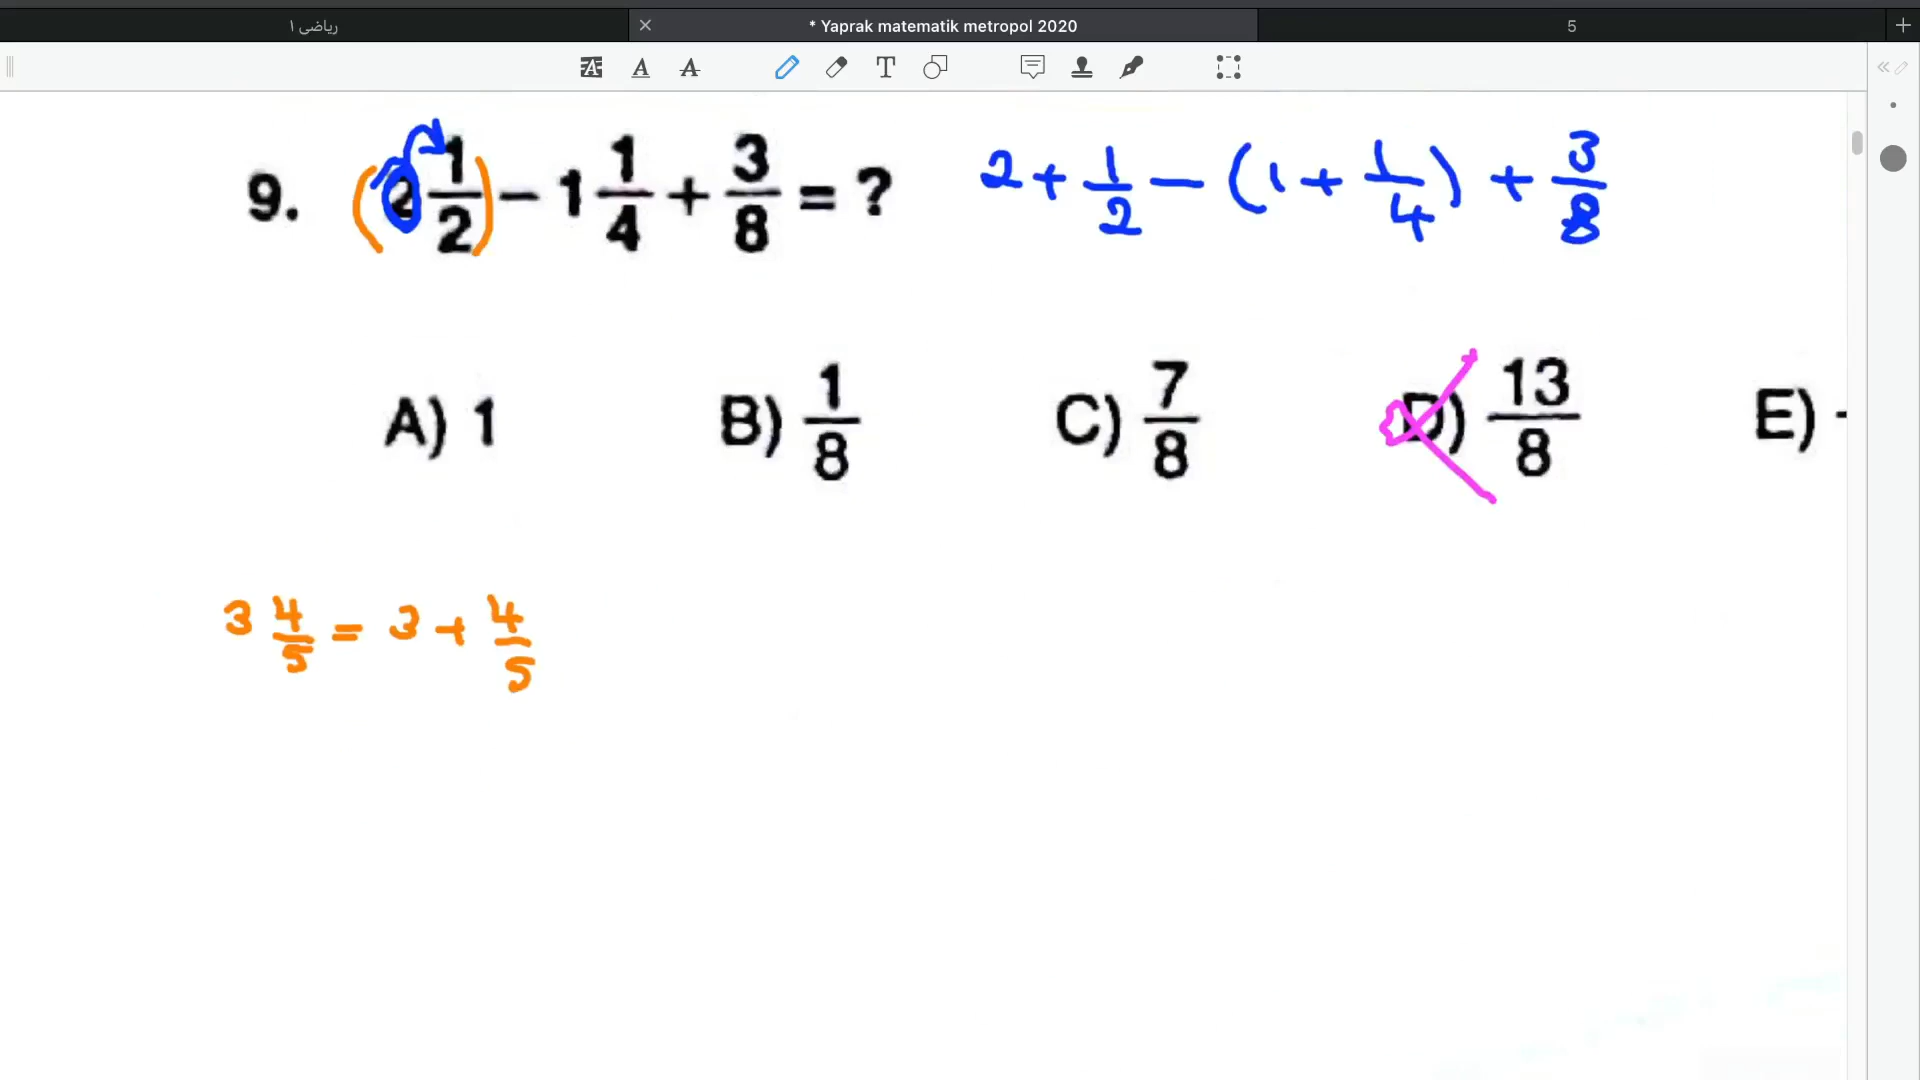 ریاضی ۱
* Yaprak matematik metropol 2020
5
9. (2 1/2) − 1 1/4 + 3/8 = ?
2 + 1/2 − (1 + 1/4) + 3/8
A) 1
B) 1/8
C) 7/8
D) 13/8
E)
3 4/5 = 3 + 4/5